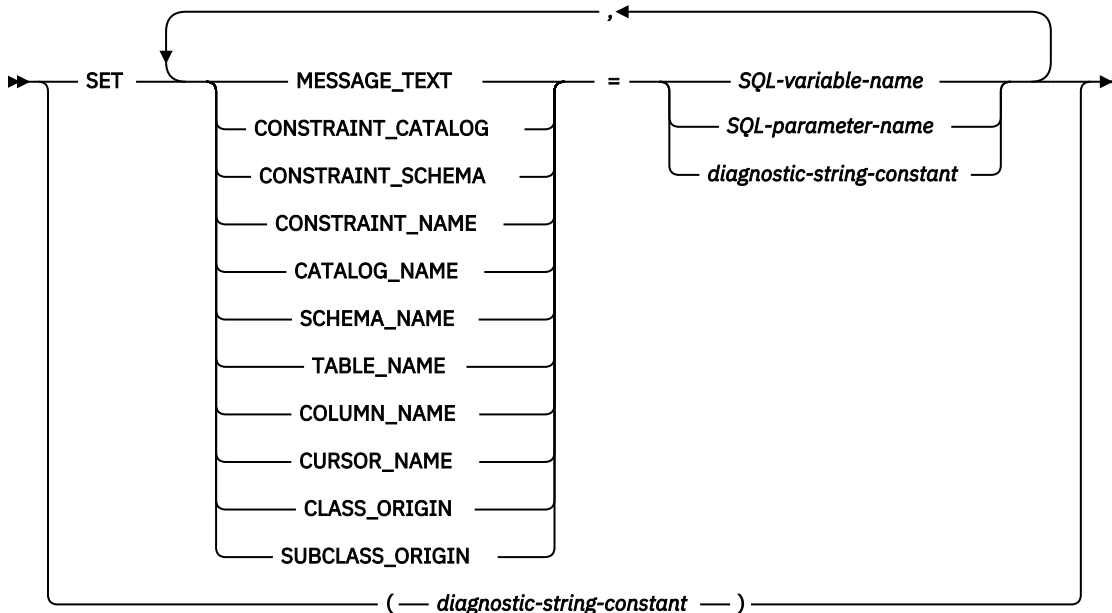 ,
SET MESSAGE_TEXT = SQL-variable-name
CONSTRAINT_CATALOG SQL-parameter-name
CONSTRAINT_SCHEMA diagnostic-string-constant
CONSTRAINT_NAME
CATALOG_NAME
SCHEMA_NAME
TABLE_NAME
COLUMN_NAME
CURSOR_NAME
CLASS_ORIGIN
SUBCLASS_ORIGIN
( diagnostic-string-constant )